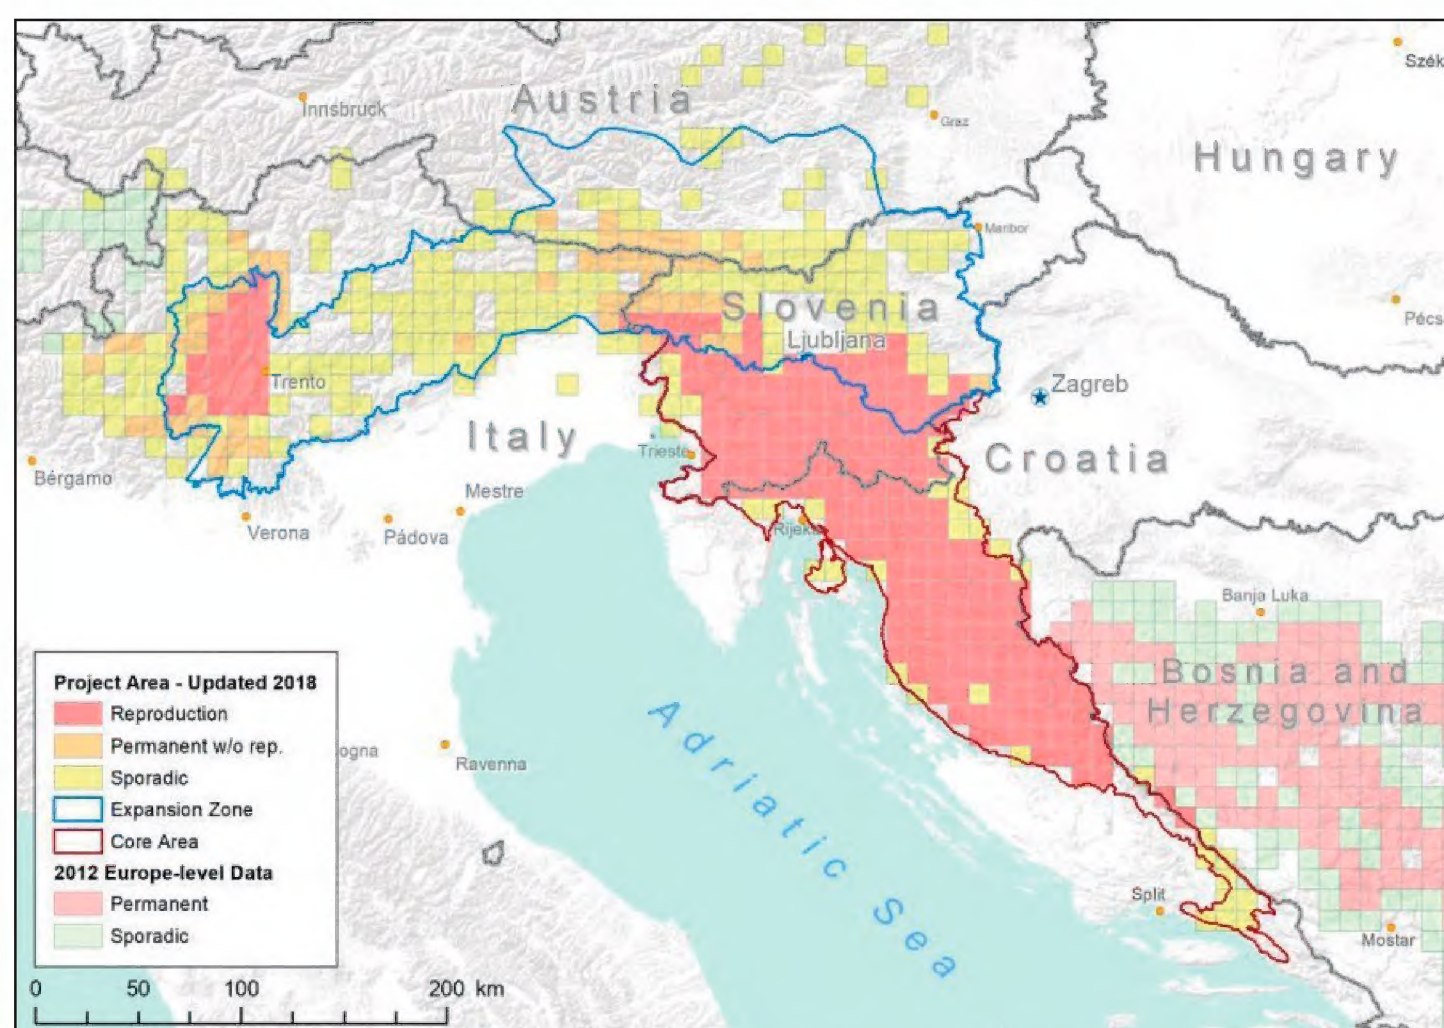 Szék
Innsbruck
Austria
Graz
Hungary
Maribor
Slovenia
Ljubljana
Pécs
Trento
Zagreb
Italy
Trieste
Croatia
Bérgamo
Mestre
Verona
Pádova
Rijeka
Banja Luka
Bosnia and
Herzegovina
Project Area - Updated 2018
Reproduction
Permanent w/o rep.
Sporadic
Expansion Zone
Core Area
2012 Europe-level Data
Permanent
Sporadic
ogna
Ravenna
Adriatic Sea
Split
Mostar
0 50 100 200 km